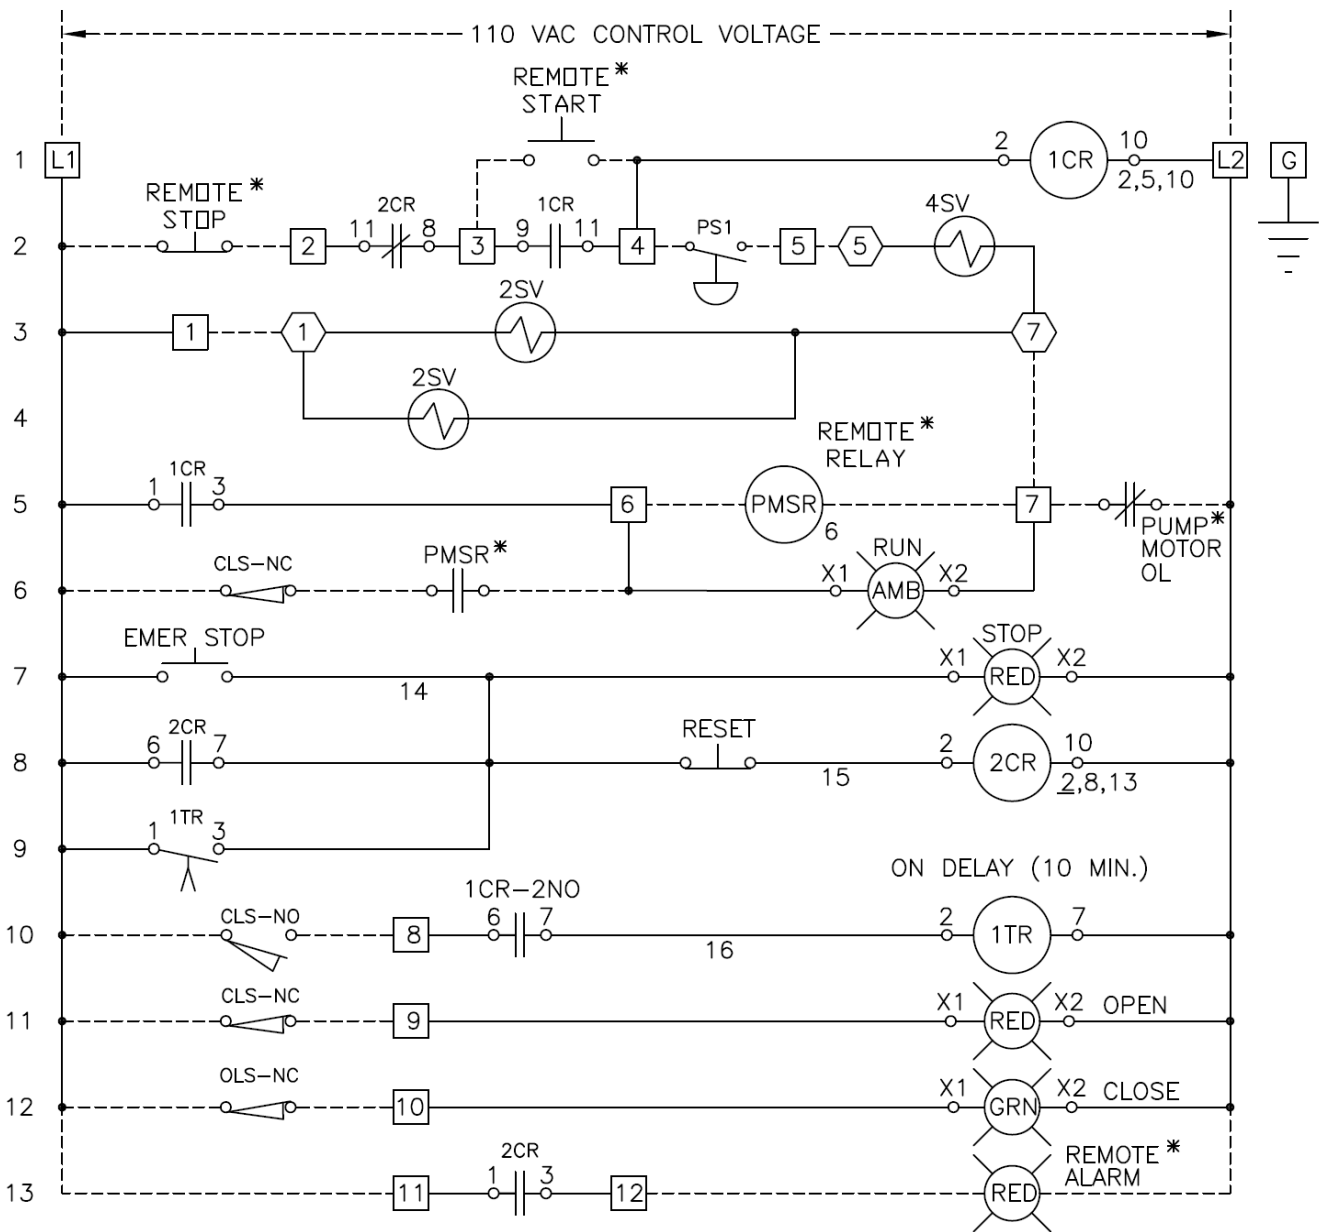 110 VAC CONTROL VOLTAGE
REMOTE*
START
1 L1 2 1CR 10 L2 G
2,5,10
REMOTE*
STOP
2CR 1CR 4SV
2 2 11 8 3 9 11 4 PS1 5 5
2SV
3 1 1 7
2SV
4
REMOTE*
RELAY
1CR
5 1 3 6 PMSR 7
6
PUMP*
MOTOR
OL
RUN
CLS-NC PMSR*
6 X1 AMB X2
EMER STOP STOP
7 14 X1 RED X2
2CR RESET
8 6 7 15 2 2CR 10
2,8,13
1TR
9 1 3
ON DELAY (10 MIN.)
CLS-NO 1CR-2NO
10 8 6 7 16 2 1TR 7
CLS-NC
11 9 X1 RED X2 OPEN
OLS-NC
12 10 X1 GRN X2 CLOSE
2CR
REMOTE*
ALARM
13 11 1 3 12 RED